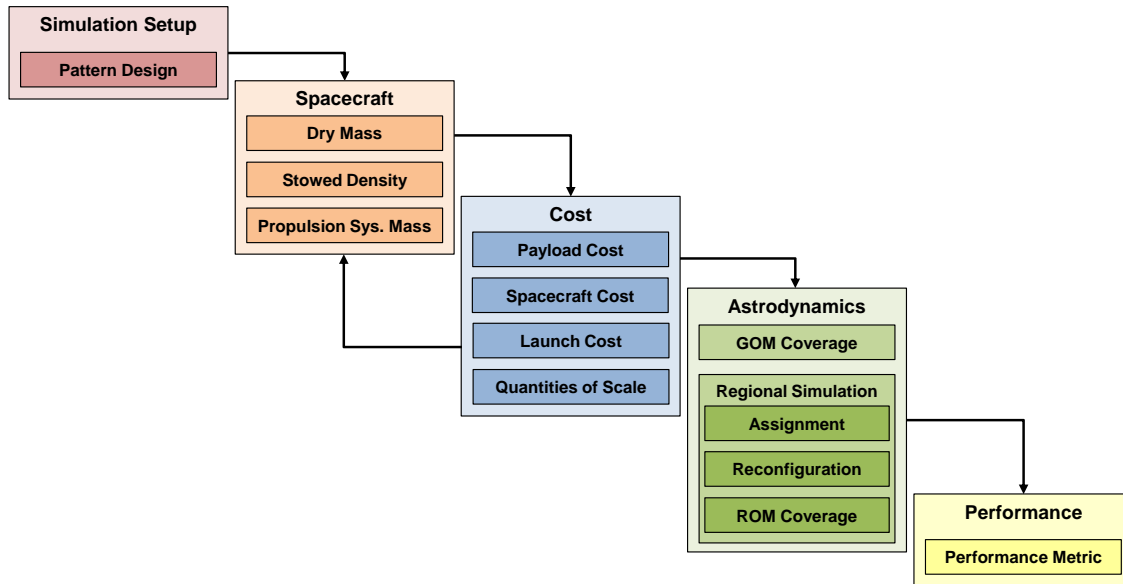 Simulation Setup
Pattern Design
Spacecraft
Dry Mass
Stowed Density
Propulsion Sys. Mass
Cost
Payload Cost
Spacecraft Cost
Launch Cost
Quantities of Scale
Astrodynamics
GOM Coverage
Regional Simulation
Assignment
Reconfiguration
ROM Coverage
Performance
Performance Metric